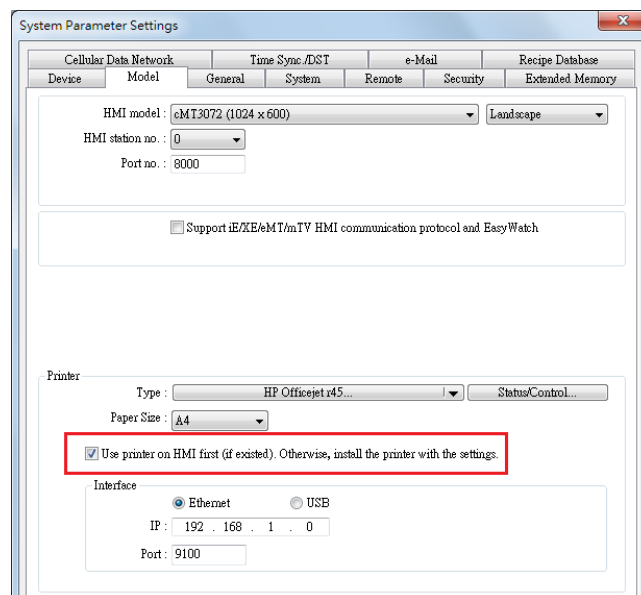 System Parameter Settings
Cellular Data Network Time Sync./DST e-Mail Recipe Database
Device Model General System Remote Security Extended Memory
HMI model : cMT3072 (1024 x 600) Landscape
HMI station no. : 0
Port no. : 8000
Support iE/XE/eMT/mTV HMI communication protocol and EasyWatch
Printer
Type : HP Officejet r45... Status/Control...
Paper Size : A4
Use printer on HMI first (if existed). Otherwise, install the printer with the settings.
Interface
Ethernet USB
IP : 192 . 168 . 1 . 0
Port : 9100